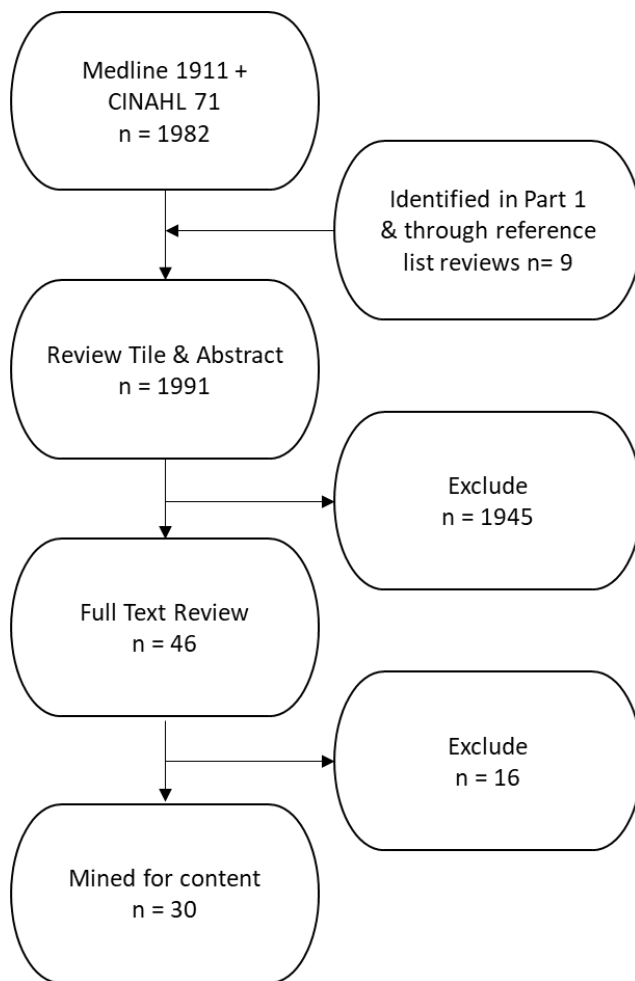 Medline 1911 +
CINAHL 71
n = 1982
Identified in Part 1
& through reference
list reviews n= 9
Review Tile & Abstract
n = 1991
Exclude
n = 1945
Full Text Review
n = 46
Exclude
n = 16
Mined for content
n = 30